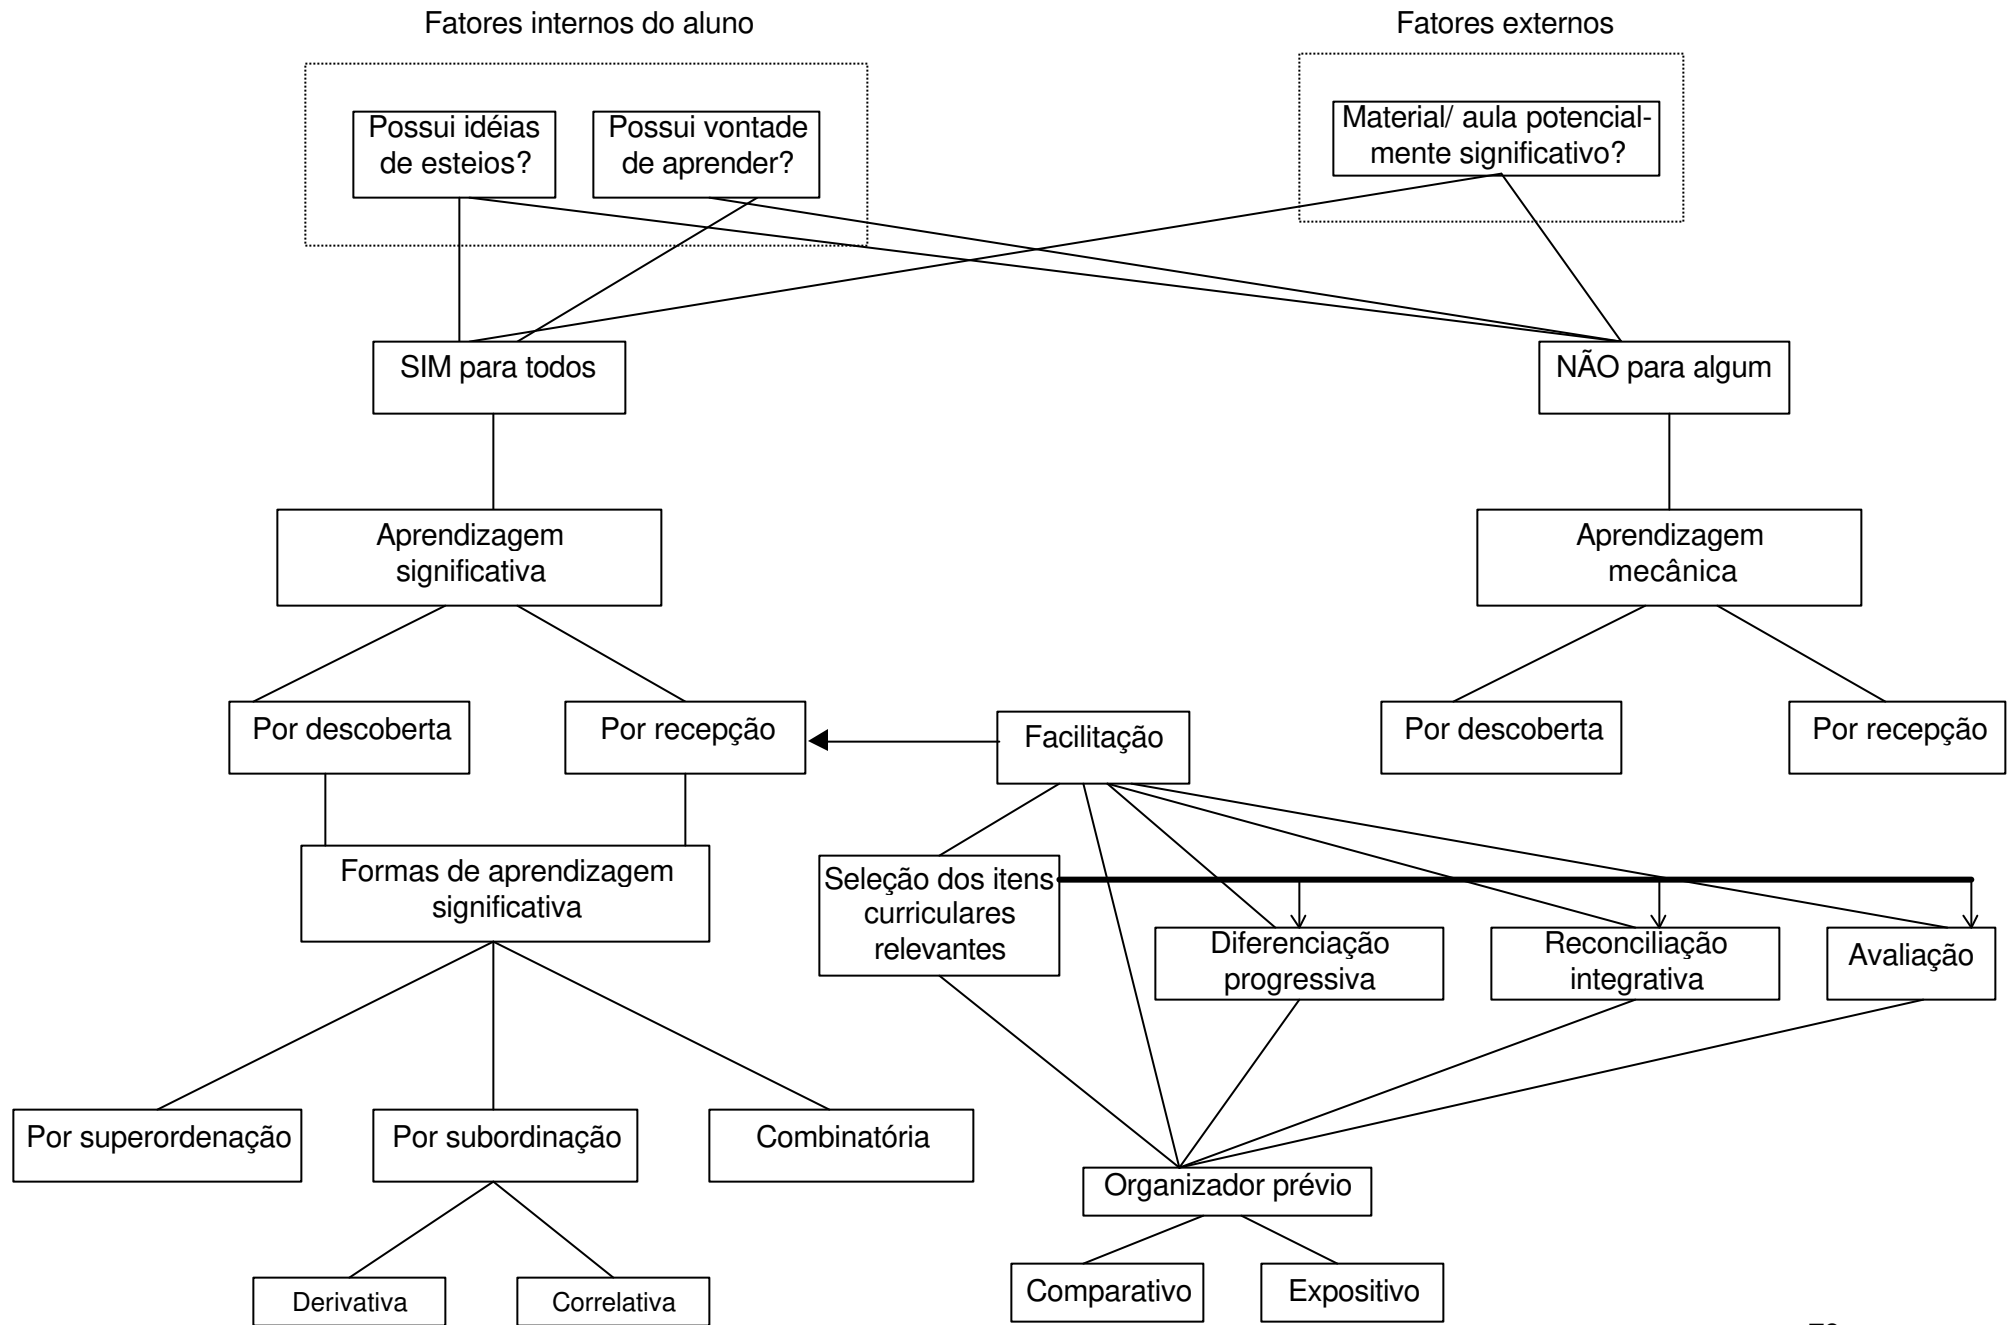 Fatores internos do aluno
Fatores externos
Possui idéias
de esteios?
Possui vontade
de aprender?
Material/ aula potencial-
mente significativo?
SIM para todos
NÃO para algum
Aprendizagem
significativa
Aprendizagem
mecânica
Por descoberta
Por recepção
Facilitação
Por descoberta
Por recepção
Formas de aprendizagem
significativa
Seleção dos itens
curriculares
relevantes
Diferenciação
progressiva
Reconciliação
integrativa
Avaliação
Por superordenação
Por subordinação
Combinatória
Organizador prévio
Derivativa
Correlativa
Comparativo
Expositivo